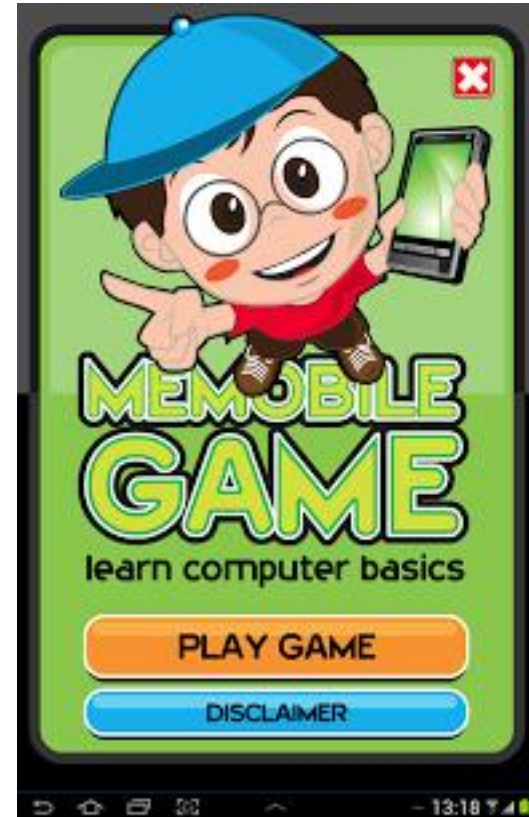 MEMOBILE
GAME
learn computer basics
PLAY GAME
DISCLAIMER
13:18